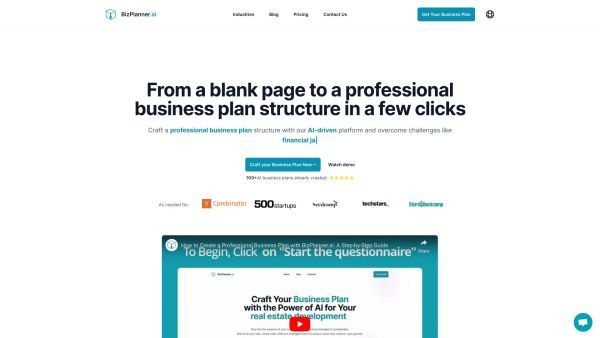 BizPlanner.ai
Industries
Blog
Pricing
Contact Us
Get Your Business Plan
From a blank page to a professional
business plan structure in a few clicks
Craft a professional business plan structure with our AI-driven platform and overcome challenges like
financial ja
Craft your Business Plan Now→
Watch demo
100+AI business plans already created
As needed for:
Y Combinator
500startups
Seedcamp
techstars_
StartupBootcamp
How to Create a Professional Business Plan with BizPlanner.ai: A Step-by-Step Guide
Share
To Begin, Click on "Start the questionnaire"
BizPlanner.ai
Craft Your Business Plan
with the Power of AI for Your
real estate development